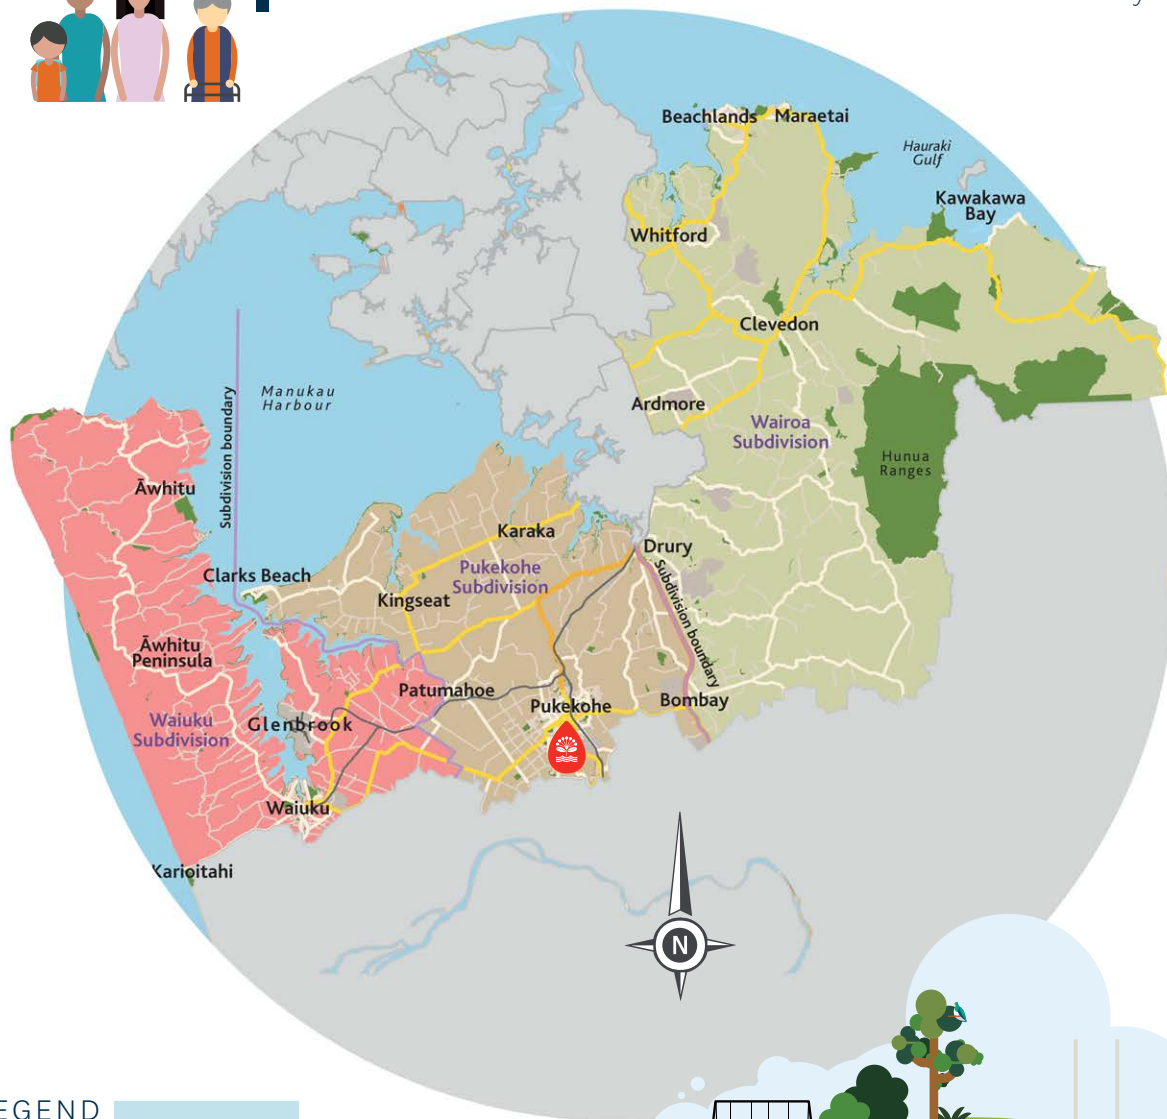 Beachlands
Maraetai
Hauraki
Gulf
Kawakawa
Bay
Whitford
Clevedon
Manukau
Harbour
Subdivision boundary
Ardmore
Wairoa
Subdivision
Hunua
Ranges
Āwhitu
Karaka
Drury
Pukekohe
Subdivision
Clarks Beach
Kingseat
Subdivision boundary
Āwhitu
Peninsula
Patumahoe
Pukekohe
Bombay
Waiuku
Subdivision
Glenbrook
Waiuku
Karioitahi
N
EGEND